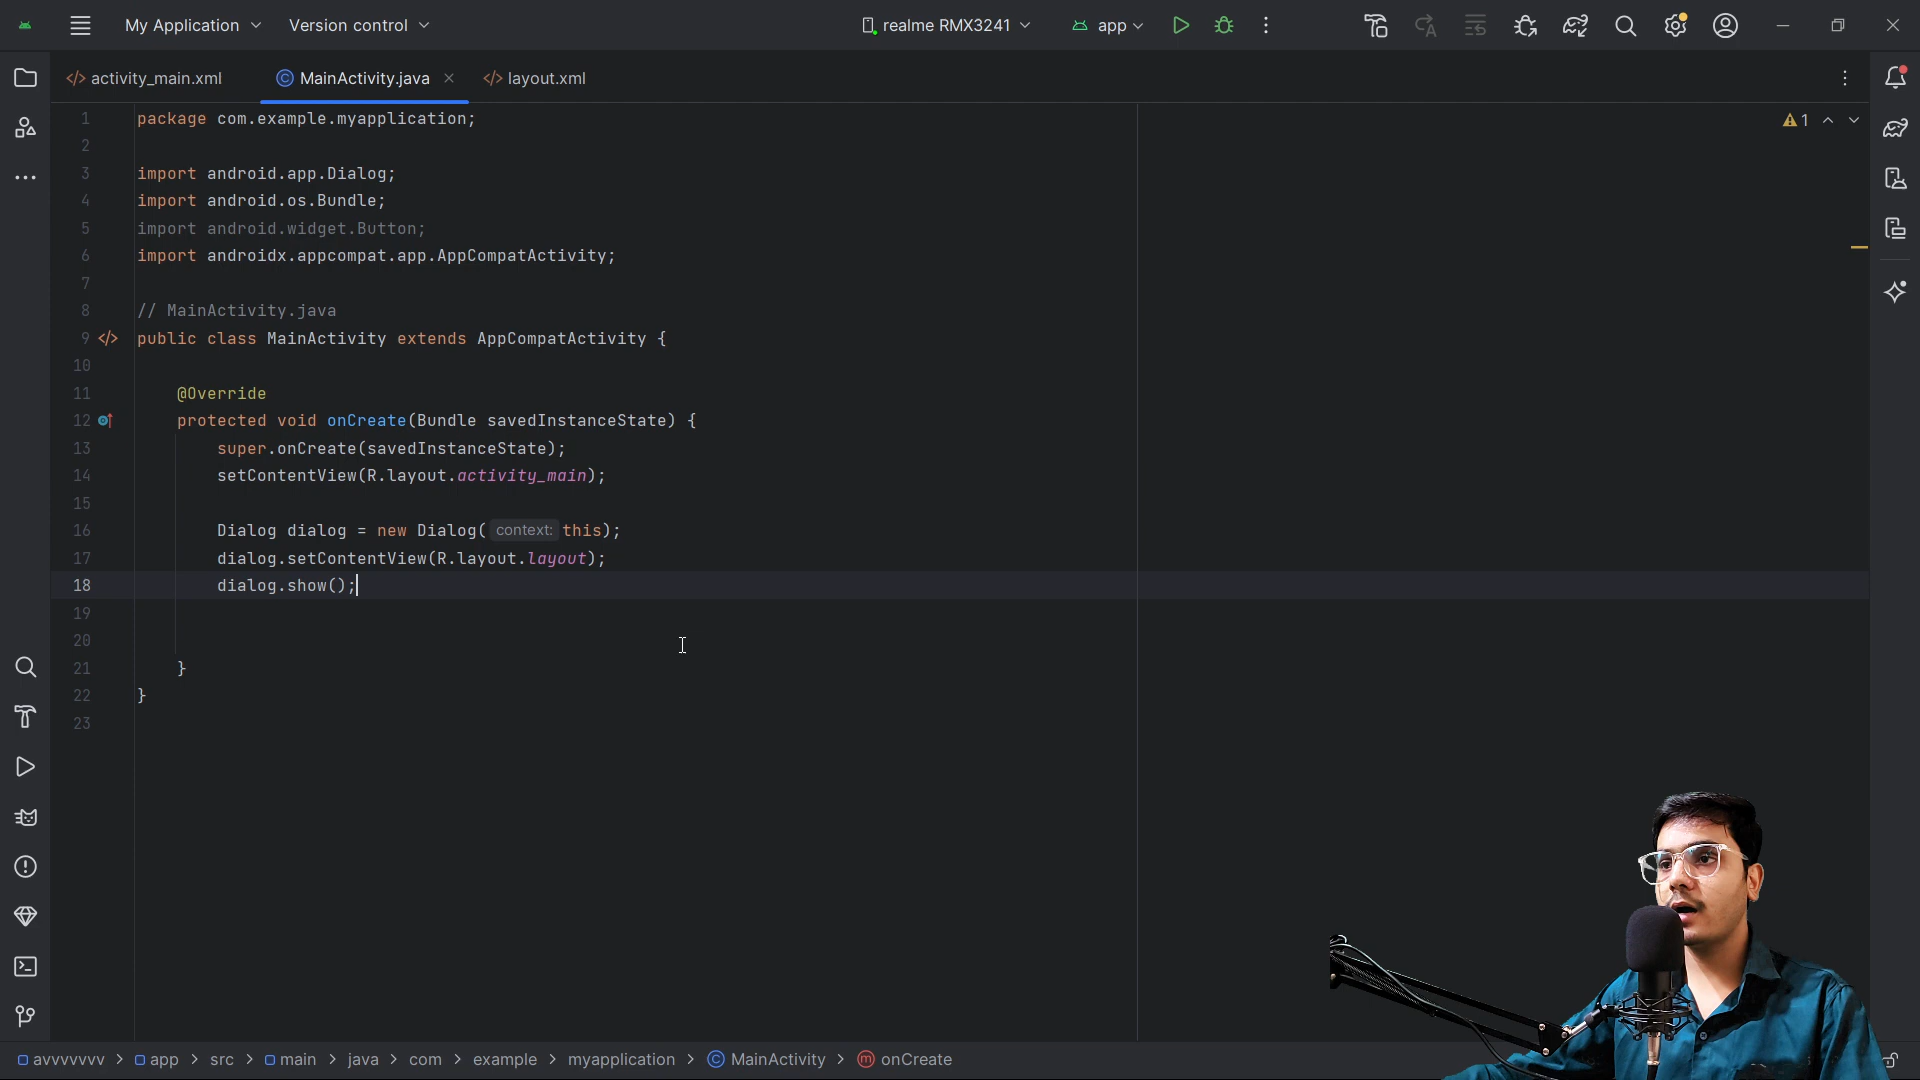 My Application
Version control
realme RMX3241
app
activity_main.xml
MainActivity.java
layout.xml
1
1 package com.example.myapplication;
2
3 import android.app.Dialog;
4 import android.os.Bundle;
5 import android.widget.Button;
6 import androidx.appcompat.app.AppCompatActivity;
7
8 // MainActivity.java
9 public class MainActivity extends AppCompatActivity {
10
11 @Override
12 protected void onCreate(Bundle savedInstanceState) {
13 super.onCreate(savedInstanceState);
14 setContentView(R.layout.activity_main);
15
16 Dialog dialog = new Dialog( context: this);
17 dialog.setContentView(R.layout.layout);
18 dialog.show();
19
20
21 }
22 }
23
avvvvvvv > app > src > main > java > com > example > myapplication > MainActivity > onCreate